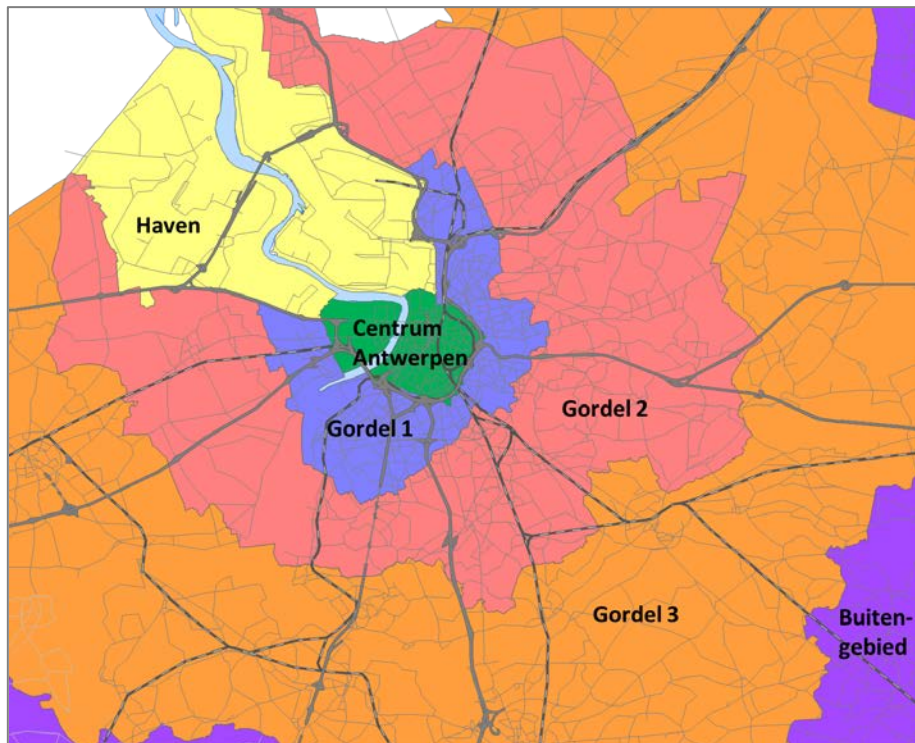 Haven
Centrum
Antwerpen
Gordel 2
Gordel 1
Gordel 3
Buiten-
gebied